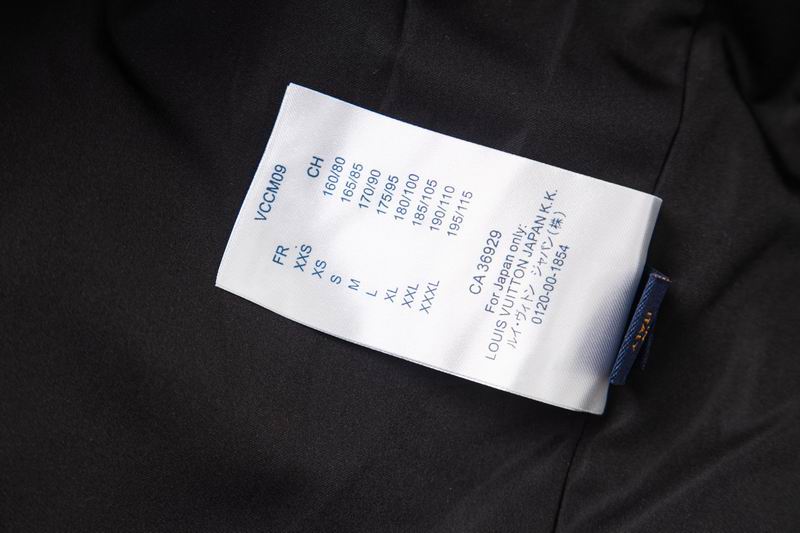 VCCM09
FR CH
XXS 160/80
XS 165/85
S 170/90
M 175/95
L 180/100
XL 185/105
XXL 190/110
XXXL 195/115
CA 36929
For Japan only:
LOUIS VUITTON JAPAN K.K.
ルイ・ヴィトン ジャパン(株)
0120-00-1854
ITALY